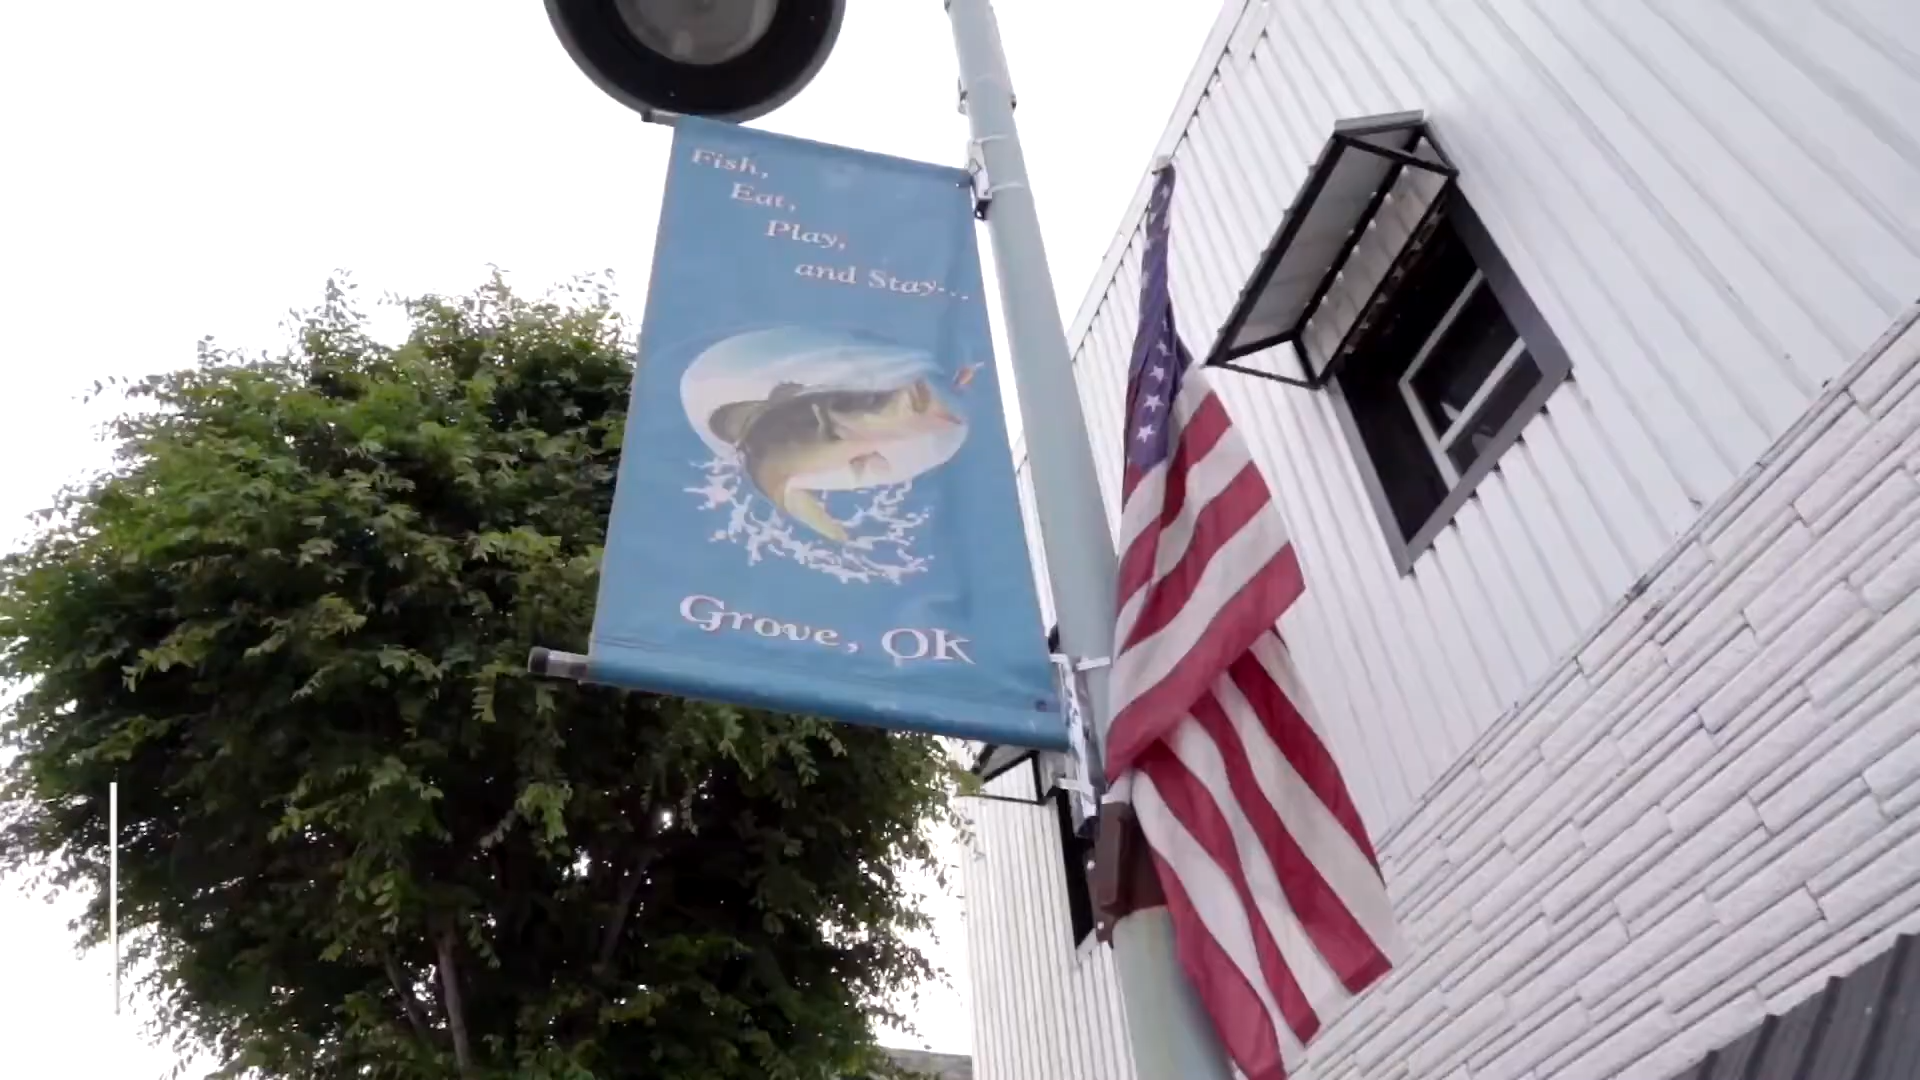 Fish,
Eat,
Play,
and Stay...
Grove, OK